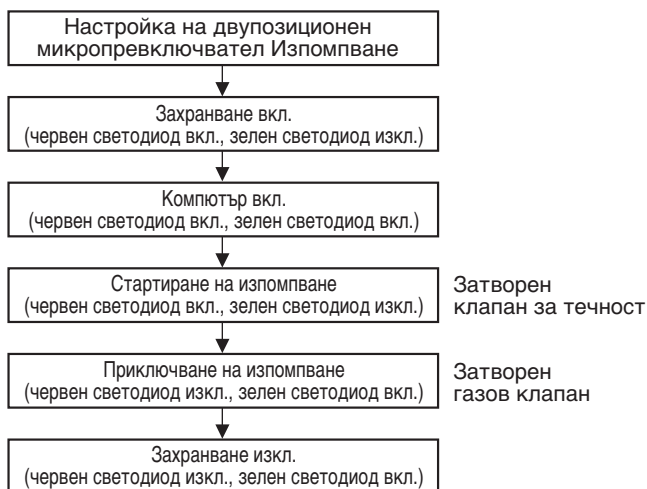 Настройка на двупозиционен
микропревключвател Изпомпване
Захранване вкл.
(червен светодиод вкл., зелен светодиод изкл.)
Компютър вкл.
(червен светодиод вкл., зелен светодиод вкл.)
Стартиране на изпомпване
(червен светодиод вкл., зелен светодиод изкл.)
Затворен
клапан за течност
Приключване на изпомпване
(червен светодиод изкл., зелен светодиод вкл.)
Затворен
газов клапан
Захранване изкл.
(червен светодиод изкл., зелен светодиод вкл.)